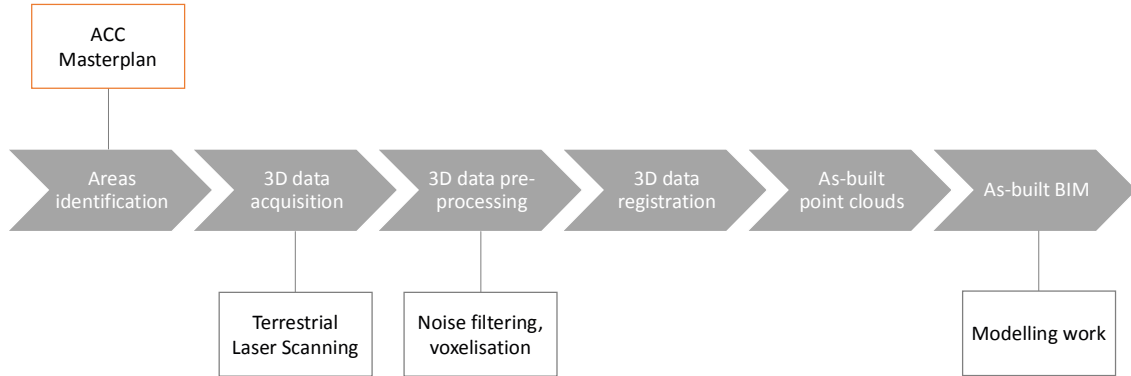 ACC
Masterplan
Areas
identification
3D data
acquisition
3D data pre-
processing
3D data
registration
As-built
point clouds
As-built BIM
Terrestrial
Laser Scanning
Noise filtering,
voxelisation
Modelling work